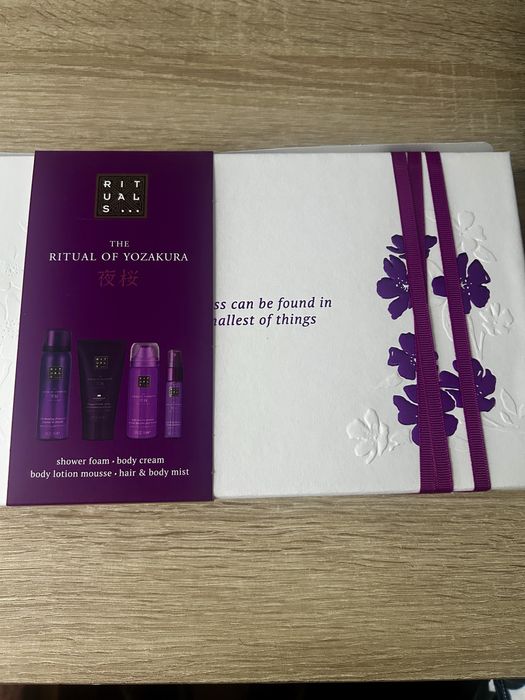 RIT
UAL
S...
THE
RITUAL OF YOZAKURA
夜桜
ss can be found in
nallest of things
shower foam • body cream
body lotion mousse • hair & body mist